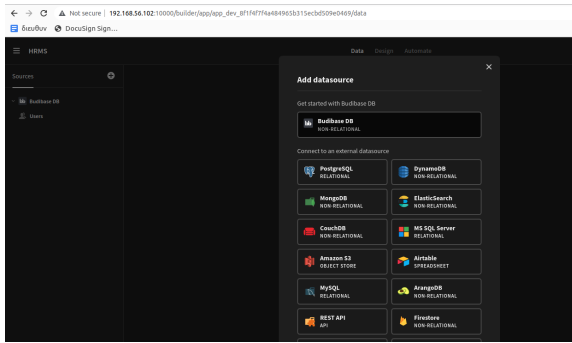 Not secure | 192.168.56.102:10000/builder/app/app_dev_8f1f4f7f4a484965b315ecbd509e0469/data
διευθυν DocuSign Sign...
HRMS
Data Design Automate
Sources
Budibase DB
Users
Add datasource
Get started with Budibase DB
Budibase DB
NON-RELATIONAL
Connect to an external datasource
PostgreSQL
RELATIONAL
DynamoDB
NON-RELATIONAL
MongoDB
NON-RELATIONAL
ElasticSearch
NON-RELATIONAL
CouchDB
NON-RELATIONAL
MS SQL Server
RELATIONAL
Amazon S3
OBJECT STORE
Airtable
SPREADSHEET
MySQL
RELATIONAL
ArangoDB
NON-RELATIONAL
REST API
API
Firestore
NON-RELATIONAL